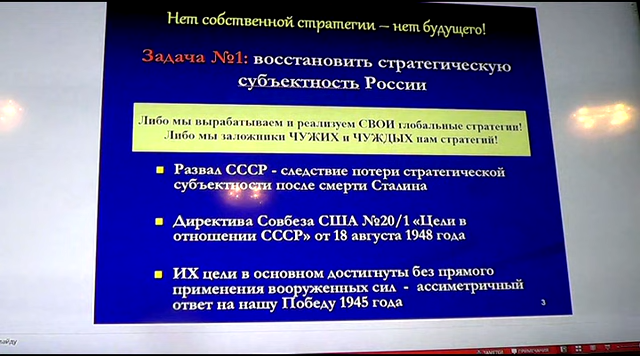 Нет собственной стратегии – нет будущего!
Задача №1: восстановить стратегическую
субъектность России
Либо мы вырабатываем и реализуем СВОИ глобальные стратегии!
Либо мы заложники ЧУЖИХ и ЧУЖДЫХ нам стратегий!
Развал СССР - следствие потери стратегической
субъектности после смерти Сталина
Директива Совбеза США №20/1 «Цели в
отношении СССР» от 18 августа 1948 года
ИХ цели в основном достигнуты без прямого
применения вооруженных сил - ассиметричный
ответ на нашу Победу 1945 года
3